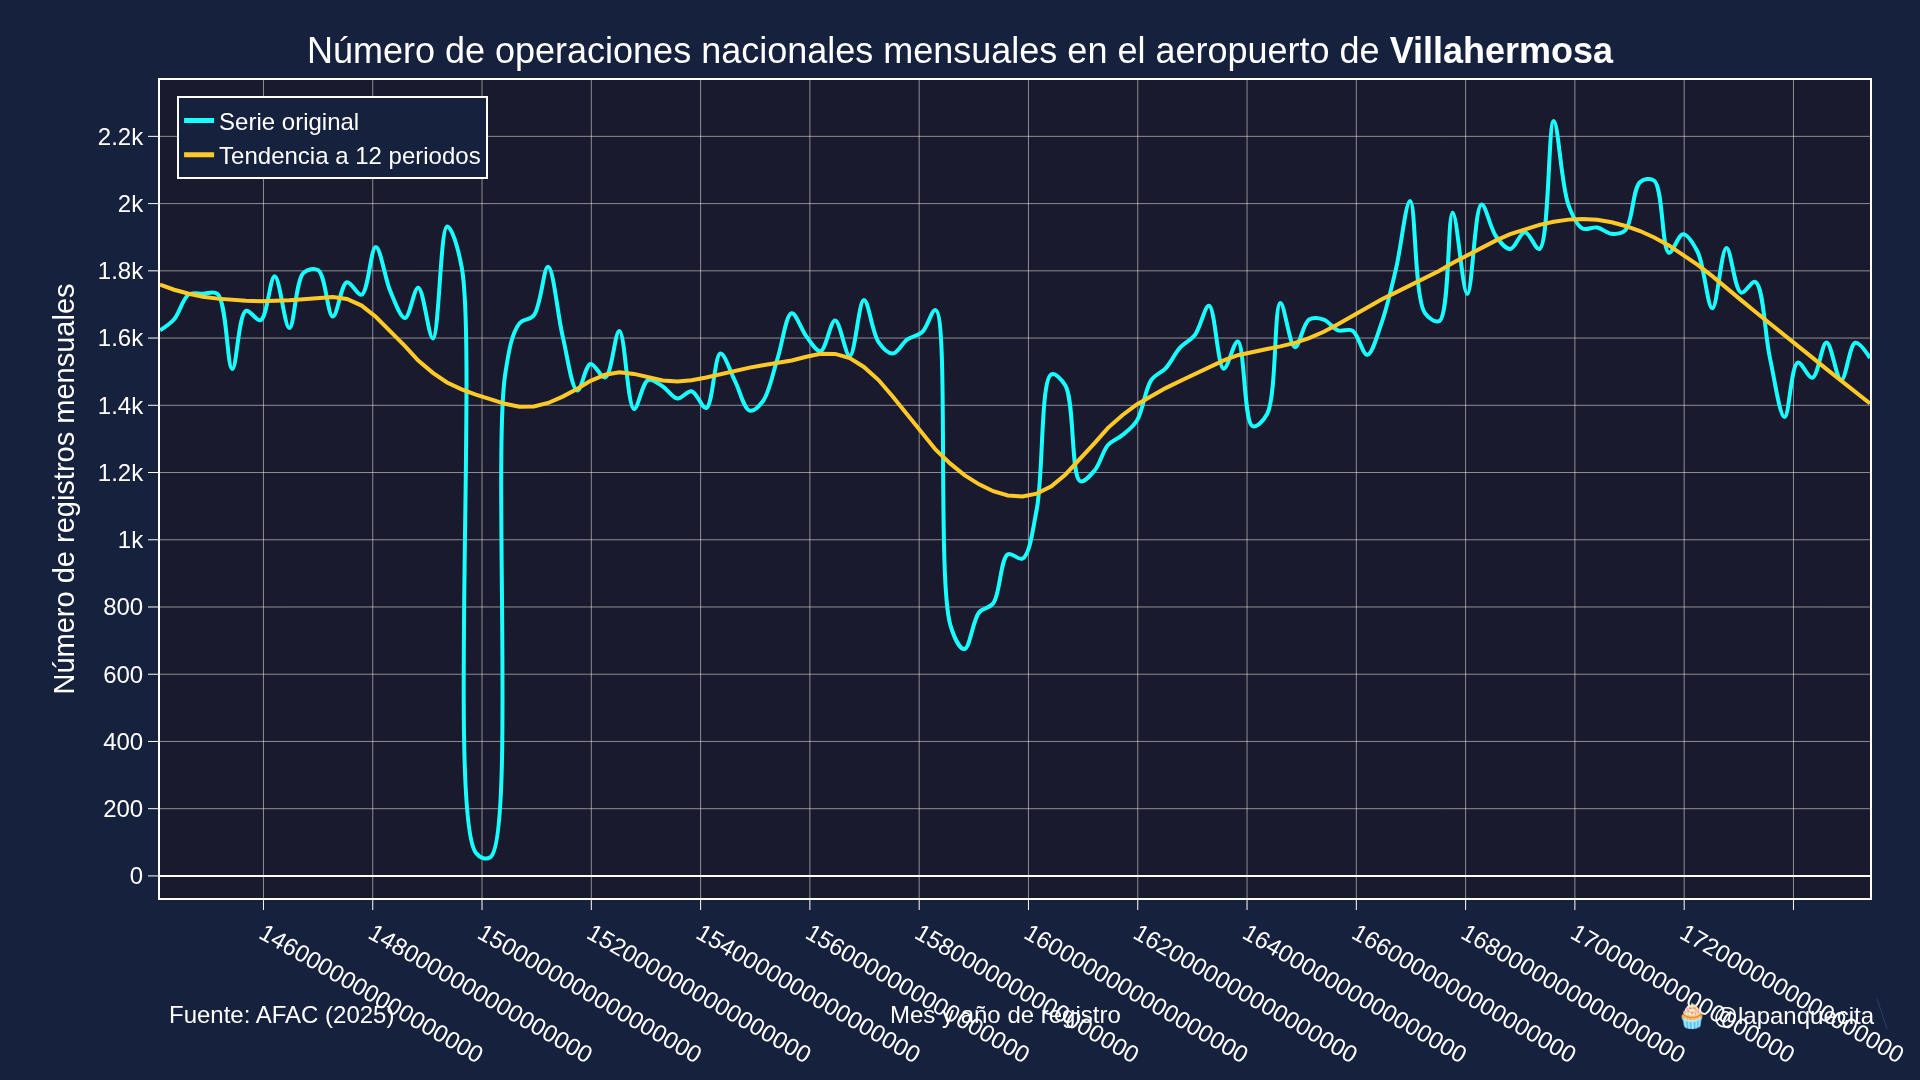 Número de operaciones nacionales mensuales en el aeropuerto de Villahermosa
Serie original
Tendencia a 12 periodos
2.2k
2k
1.8k
1.6k
1.4k
1.2k
1k
800
600
400
200
0
Número de registros mensuales
1460000000000000000
1480000000000000000
1500000000000000000
1520000000000000000
1540000000000000000
1560000000000000000
1580000000000000000
1600000000000000000
1620000000000000000
1640000000000000000
1660000000000000000
1680000000000000000
1700000000000000000
1720000000000000000
Fuente: AFAC (2025)
Mes y año de registro
🧁 @lapanquecita